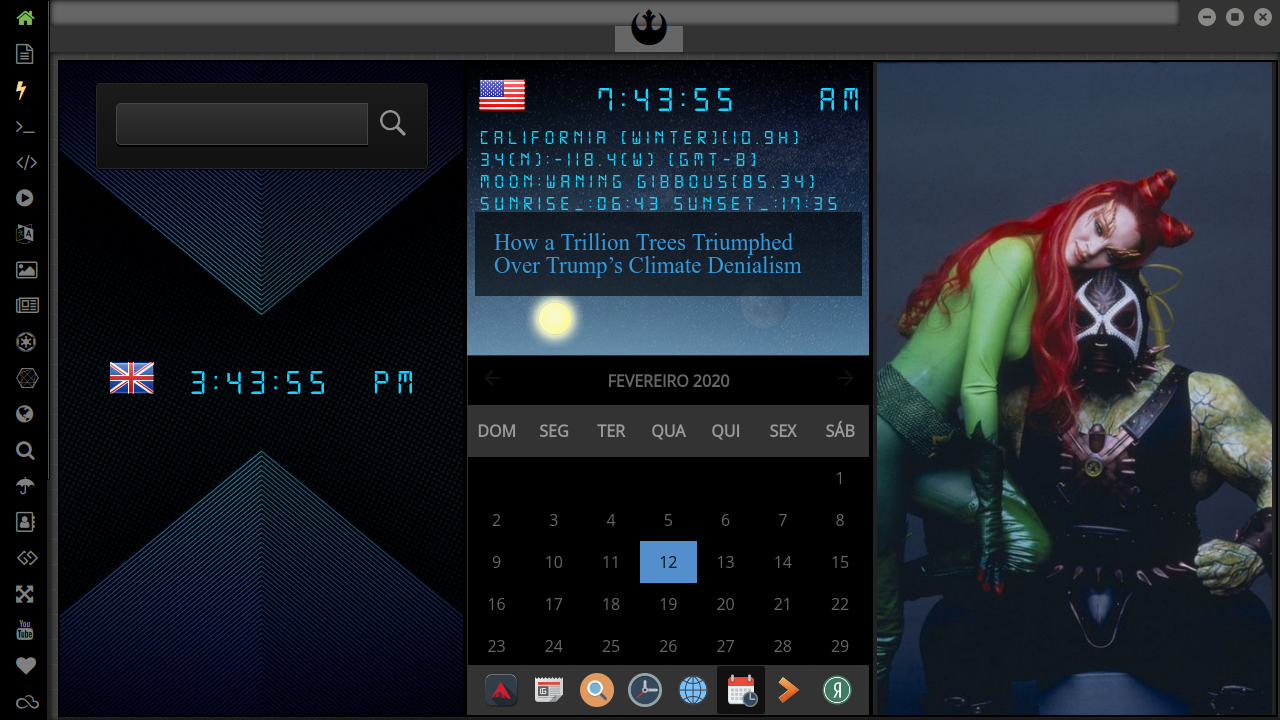 7:43:55 AM
CALIFORNIA (WINTER)(10.9H)
34(N):-118.4(W) (GMT-8)
MOON:WANING GIBBOUS(85.34)
SUNRISE_:06:43 SUNSET_:17:35
How a Trillion Trees Triumphed
Over Trump’s Climate Denialism
3:43:55 PM
FEVEREIRO 2020
DOM SEG TER QUA QUI SEX SÁB
1
2 3 4 5 6 7 8
9 10 11 12 13 14 15
16 17 18 19 20 21 22
23 24 25 26 27 28 29
You
Tube
Я